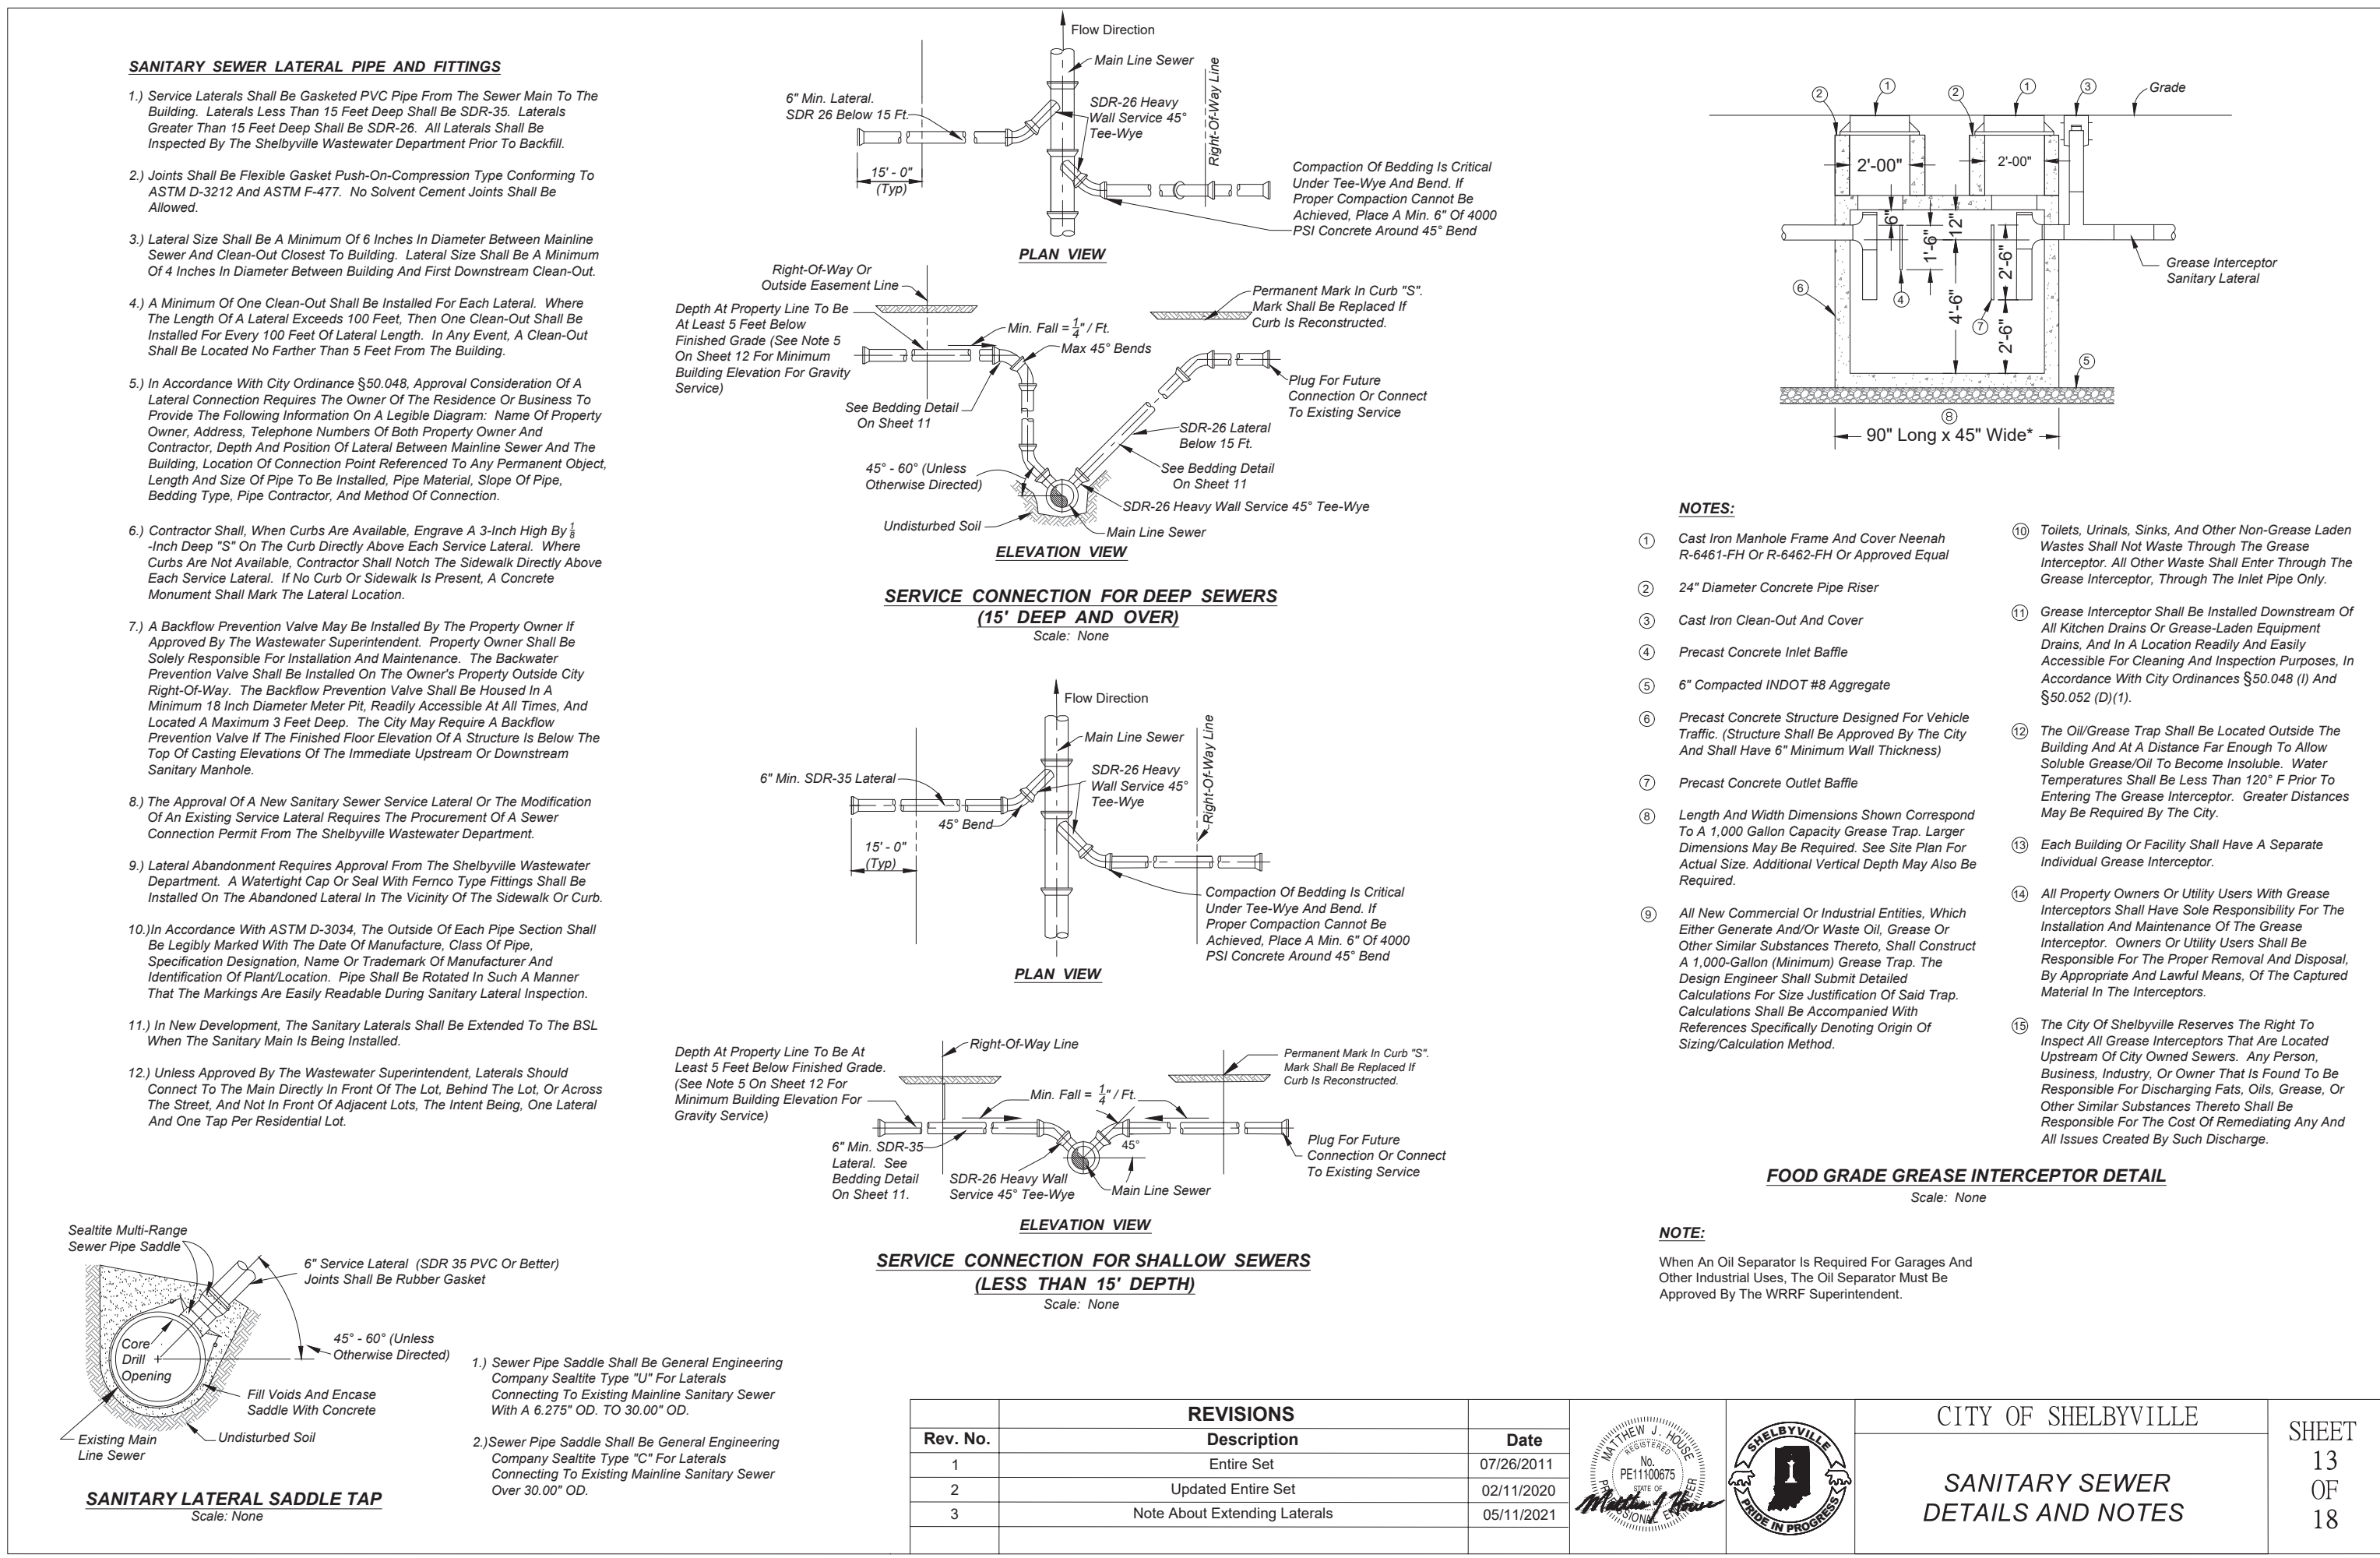 SANITARY SEWER LATERAL PIPE AND FITTINGS
1.) Service Laterals Shall Be Gasketed PVC Pipe From The Sewer Main To The
Building. Laterals Less Than 15 Feet Deep Shall Be SDR-35. Laterals
Greater Than 15 Feet Deep Shall Be SDR-26. All Laterals Shall Be
Inspected By The Shelbyville Wastewater Department Prior To Backfill.
2.) Joints Shall Be Flexible Gasket Push-On-Compression Type Conforming To
ASTM D-3212 And ASTM F-477. No Solvent Cement Joints Shall Be
Allowed.
3.) Lateral Size Shall Be A Minimum Of 6 Inches In Diameter Between Mainline
Sewer And Clean-Out Closest To Building. Lateral Size Shall Be A Minimum
Of 4 Inches In Diameter Between Building And First Downstream Clean-Out.
4.) A Minimum Of One Clean-Out Shall Be Installed For Each Lateral. Where
The Length Of A Lateral Exceeds 100 Feet, Then One Clean-Out Shall Be
Installed For Every 100 Feet Of Lateral Length. In Any Event, A Clean-Out
Shall Be Located No Farther Than 5 Feet From The Building.
5.) In Accordance With City Ordinance §50.048, Approval Consideration Of A
Lateral Connection Requires The Owner Of The Residence Or Business To
Provide The Following Information On A Legible Diagram: Name Of Property
Owner, Address, Telephone Numbers Of Both Property Owner And
Contractor, Depth And Position Of Lateral Between Mainline Sewer And The
Building, Location Of Connection Point Referenced To Any Permanent Object,
Length And Size Of Pipe To Be Installed, Pipe Material, Slope Of Pipe,
Bedding Type, Pipe Contractor, And Method Of Connection.
6.) Contractor Shall, When Curbs Are Available, Engrave A 3-Inch High By 1/8
-Inch Deep "S" On The Curb Directly Above Each Service Lateral. Where
Curbs Are Not Available, Contractor Shall Notch The Sidewalk Directly Above
Each Service Lateral. If No Curb Or Sidewalk Is Present, A Concrete
Monument Shall Mark The Lateral Location.
7.) A Backflow Prevention Valve May Be Installed By The Property Owner If
Approved By The Wastewater Superintendent. Property Owner Shall Be
Solely Responsible For Installation And Maintenance. The Backwater
Prevention Valve Shall Be Installed On The Owner's Property Outside City
Right-Of-Way. The Backflow Prevention Valve Shall Be Housed In A
Minimum 18 Inch Diameter Meter Pit, Readily Accessible At All Times, And
Located A Maximum 3 Feet Deep. The City May Require A Backflow
Prevention Valve If The Finished Floor Elevation Of A Structure Is Below The
Top Of Casting Elevations Of The Immediate Upstream Or Downstream
Sanitary Manhole.
8.) The Approval Of A New Sanitary Sewer Service Lateral Or The Modification
Of An Existing Service Lateral Requires The Procurement Of A Sewer
Connection Permit From The Shelbyville Wastewater Department.
9.) Lateral Abandonment Requires Approval From The Shelbyville Wastewater
Department. A Watertight Cap Or Seal With Fernco Type Fittings Shall Be
Installed On The Abandoned Lateral In The Vicinity Of The Sidewalk Or Curb.
10.)In Accordance With ASTM D-3034, The Outside Of Each Pipe Section Shall
Be Legibly Marked With The Date Of Manufacture, Class Of Pipe,
Specification Designation, Name Or Trademark Of Manufacturer And
Identification Of Plant/Location. Pipe Shall Be Rotated In Such A Manner
That The Markings Are Easily Readable During Sanitary Lateral Inspection.
11.) In New Development, The Sanitary Laterals Shall Be Extended To The BSL
When The Sanitary Main Is Being Installed.
12.) Unless Approved By The Wastewater Superintendent, Laterals Should
Connect To The Main Directly In Front Of The Lot, Behind The Lot, Or Across
The Street, And Not In Front Of Adjacent Lots, The Intent Being, One Lateral
And One Tap Per Residential Lot.
Sealtite Multi-Range
Sewer Pipe Saddle
6" Service Lateral (SDR 35 PVC Or Better)
Joints Shall Be Rubber Gasket
Core
Drill
Opening
45° - 60° (Unless
Otherwise Directed)
Fill Voids And Encase
Saddle With Concrete
Undisturbed Soil
Existing Main
Line Sewer
SANITARY LATERAL SADDLE TAP
Scale: None
1.) Sewer Pipe Saddle Shall Be General Engineering
Company Sealtite Type "U" For Laterals
Connecting To Existing Mainline Sanitary Sewer
With A 6.275" OD. TO 30.00" OD.
2.)Sewer Pipe Saddle Shall Be General Engineering
Company Sealtite Type "C" For Laterals
Connecting To Existing Mainline Sanitary Sewer
Over 30.00" OD.
Flow Direction
Main Line Sewer
6" Min. Lateral.
SDR 26 Below 15 Ft.
SDR-26 Heavy
Wall Service 45°
Tee-Wye
Right-Of-Way Line
15' - 0"
(Typ)
Compaction Of Bedding Is Critical
Under Tee-Wye And Bend. If
Proper Compaction Cannot Be
Achieved, Place A Min. 6" Of 4000
PSI Concrete Around 45° Bend
PLAN VIEW
Right-Of-Way Or
Outside Easement Line
Depth At Property Line To Be
At Least 5 Feet Below
Finished Grade (See Note 5
On Sheet 12 For Minimum
Building Elevation For Gravity
Service)
Min. Fall = 1/4" / Ft.
Max 45° Bends
Permanent Mark In Curb "S".
Mark Shall Be Replaced If
Curb Is Reconstructed.
See Bedding Detail
On Sheet 11
Plug For Future
Connection Or Connect
To Existing Service
SDR-26 Lateral
Below 15 Ft.
45° - 60° (Unless
Otherwise Directed)
See Bedding Detail
On Sheet 11
SDR-26 Heavy Wall Service 45° Tee-Wye
Undisturbed Soil
Main Line Sewer
ELEVATION VIEW
SERVICE CONNECTION FOR DEEP SEWERS
(15' DEEP AND OVER)
Scale: None
Flow Direction
Main Line Sewer
6" Min. SDR-35 Lateral
SDR-26 Heavy
Wall Service 45°
Tee-Wye
Right-Of-Way Line
45° Bend
15' - 0"
(Typ)
Compaction Of Bedding Is Critical
Under Tee-Wye And Bend. If
Proper Compaction Cannot Be
Achieved, Place A Min. 6" Of 4000
PSI Concrete Around 45° Bend
PLAN VIEW
Right-Of-Way Line
Depth At Property Line To Be At
Least 5 Feet Below Finished Grade.
(See Note 5 On Sheet 12 For
Minimum Building Elevation For
Gravity Service)
Permanent Mark In Curb "S".
Mark Shall Be Replaced If
Curb Is Reconstructed.
Min. Fall = 1/4" / Ft.
6" Min. SDR-35
Lateral. See
Bedding Detail
On Sheet 11.
45°
SDR-26 Heavy Wall
Service 45° Tee-Wye
Main Line Sewer
Plug For Future
Connection Or Connect
To Existing Service
ELEVATION VIEW
SERVICE CONNECTION FOR SHALLOW SEWERS
(LESS THAN 15' DEPTH)
Scale: None
1
2
1
2
3
Grade
2'-00"
2'-00"
6"
1'-6"
12"
2'-6"
4'-6"
2'-6"
4
6
7
5
8
Grease Interceptor
Sanitary Lateral
90" Long x 45" Wide*
NOTES:
1 Cast Iron Manhole Frame And Cover Neenah
R-6461-FH Or R-6462-FH Or Approved Equal
2 24" Diameter Concrete Pipe Riser
3 Cast Iron Clean-Out And Cover
4 Precast Concrete Inlet Baffle
5 6" Compacted INDOT #8 Aggregate
6 Precast Concrete Structure Designed For Vehicle
Traffic. (Structure Shall Be Approved By The City
And Shall Have 6" Minimum Wall Thickness)
7 Precast Concrete Outlet Baffle
8 Length And Width Dimensions Shown Correspond
To A 1,000 Gallon Capacity Grease Trap. Larger
Dimensions May Be Required. See Site Plan For
Actual Size. Additional Vertical Depth May Also Be
Required.
9 All New Commercial Or Industrial Entities, Which
Either Generate And/Or Waste Oil, Grease Or
Other Similar Substances Thereto, Shall Construct
A 1,000-Gallon (Minimum) Grease Trap. The
Design Engineer Shall Submit Detailed
Calculations For Size Justification Of Said Trap.
Calculations Shall Be Accompanied With
References Specifically Denoting Origin Of
Sizing/Calculation Method.
10 Toilets, Urinals, Sinks, And Other Non-Grease Laden
Wastes Shall Not Waste Through The Grease
Interceptor. All Other Waste Shall Enter Through The
Grease Interceptor, Through The Inlet Pipe Only.
11 Grease Interceptor Shall Be Installed Downstream Of
All Kitchen Drains Or Grease-Laden Equipment
Drains, And In A Location Readily And Easily
Accessible For Cleaning And Inspection Purposes, In
Accordance With City Ordinances §50.048 (I) And
§50.052 (D)(1).
12 The Oil/Grease Trap Shall Be Located Outside The
Building And At A Distance Far Enough To Allow
Soluble Grease/Oil To Become Insoluble. Water
Temperatures Shall Be Less Than 120° F Prior To
Entering The Grease Interceptor. Greater Distances
May Be Required By The City.
13 Each Building Or Facility Shall Have A Separate
Individual Grease Interceptor.
14 All Property Owners Or Utility Users With Grease
Interceptors Shall Have Sole Responsibility For The
Installation And Maintenance Of The Grease
Interceptor. Owners Or Utility Users Shall Be
Responsible For The Proper Removal And Disposal,
By Appropriate And Lawful Means, Of The Captured
Material In The Interceptors.
15 The City Of Shelbyville Reserves The Right To
Inspect All Grease Interceptors That Are Located
Upstream Of City Owned Sewers. Any Person,
Business, Industry, Or Owner That Is Found To Be
Responsible For Discharging Fats, Oils, Grease, Or
Other Similar Substances Thereto Shall Be
Responsible For The Cost Of Remediating Any And
All Issues Created By Such Discharge.
FOOD GRADE GREASE INTERCEPTOR DETAIL
Scale: None
NOTE:
When An Oil Separator Is Required For Garages And
Other Industrial Uses, The Oil Separator Must Be
Approved By The WRRF Superintendent.
REVISIONS
Rev. No. Description Date
1 Entire Set 07/26/2011
2 Updated Entire Set 02/11/2020
3 Note About Extending Laterals 05/11/2021
MATTHEW J. HOUSE
REGISTERED
No.
PE11100675
STATE OF
PROFESSIONAL ENGINEER
Matthew J House
SHELBYVILLE
PRIDE IN PROGRESS
CITY OF SHELBYVILLE
SANITARY SEWER
DETAILS AND NOTES
SHEET
13
OF
18